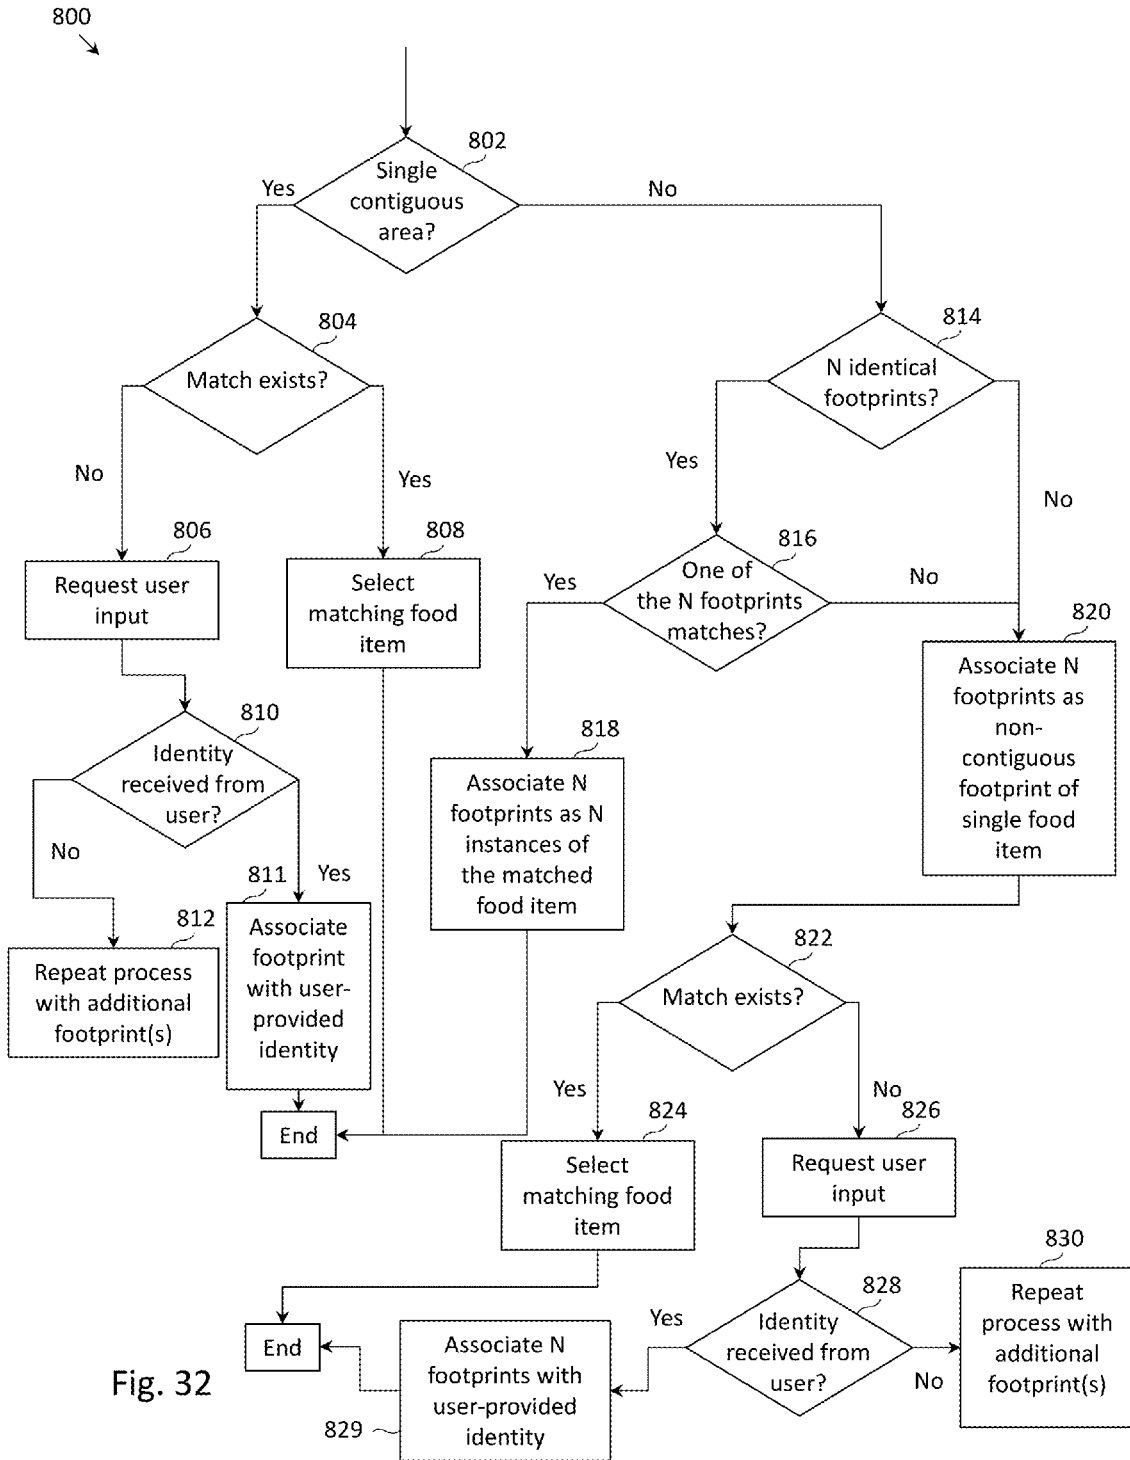 800
802
Single
contiguous
area?
Yes
No
804
Match exists?
814
N identical
footprints?
No
Yes
Yes
No
806
Request user
input
808
Select
matching food
item
816
One of
the N footprints
matches?
Yes
No
820
Associate N
footprints as
non-
contiguous
footprint of
single food
item
810
Identity
received from
user?
No
Yes
818
Associate N
footprints as N
instances of
the matched
food item
812
Repeat process
with additional
footprint(s)
811
Associate
footprint
with user-
provided
identity
End
822
Match exists?
Yes
No
824
Select
matching food
item
826
Request user
input
828
Identity
received from
user?
Yes
No
830
Repeat
process with
additional
footprint(s)
End
829
Associate N
footprints with
user-provided
identity
Fig. 32